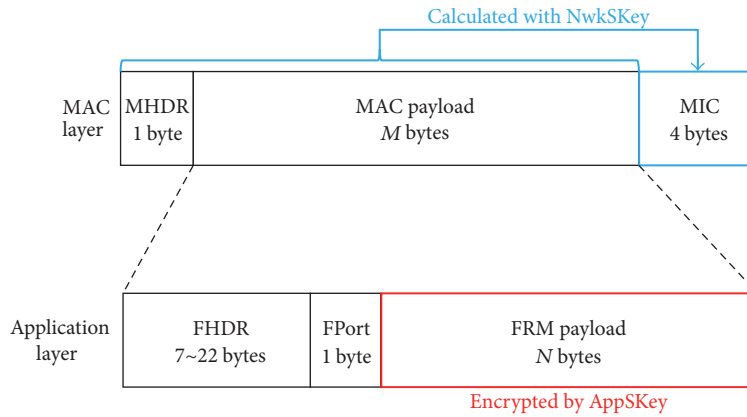 Calculated with NwkSKey
MAC
layer
MHDR
1 byte
MAC payload
M bytes
MIC
4 bytes
Application
layer
FHDR
7~22 bytes
FPort
1 byte
FRM payload
N bytes
Encrypted by AppSKey